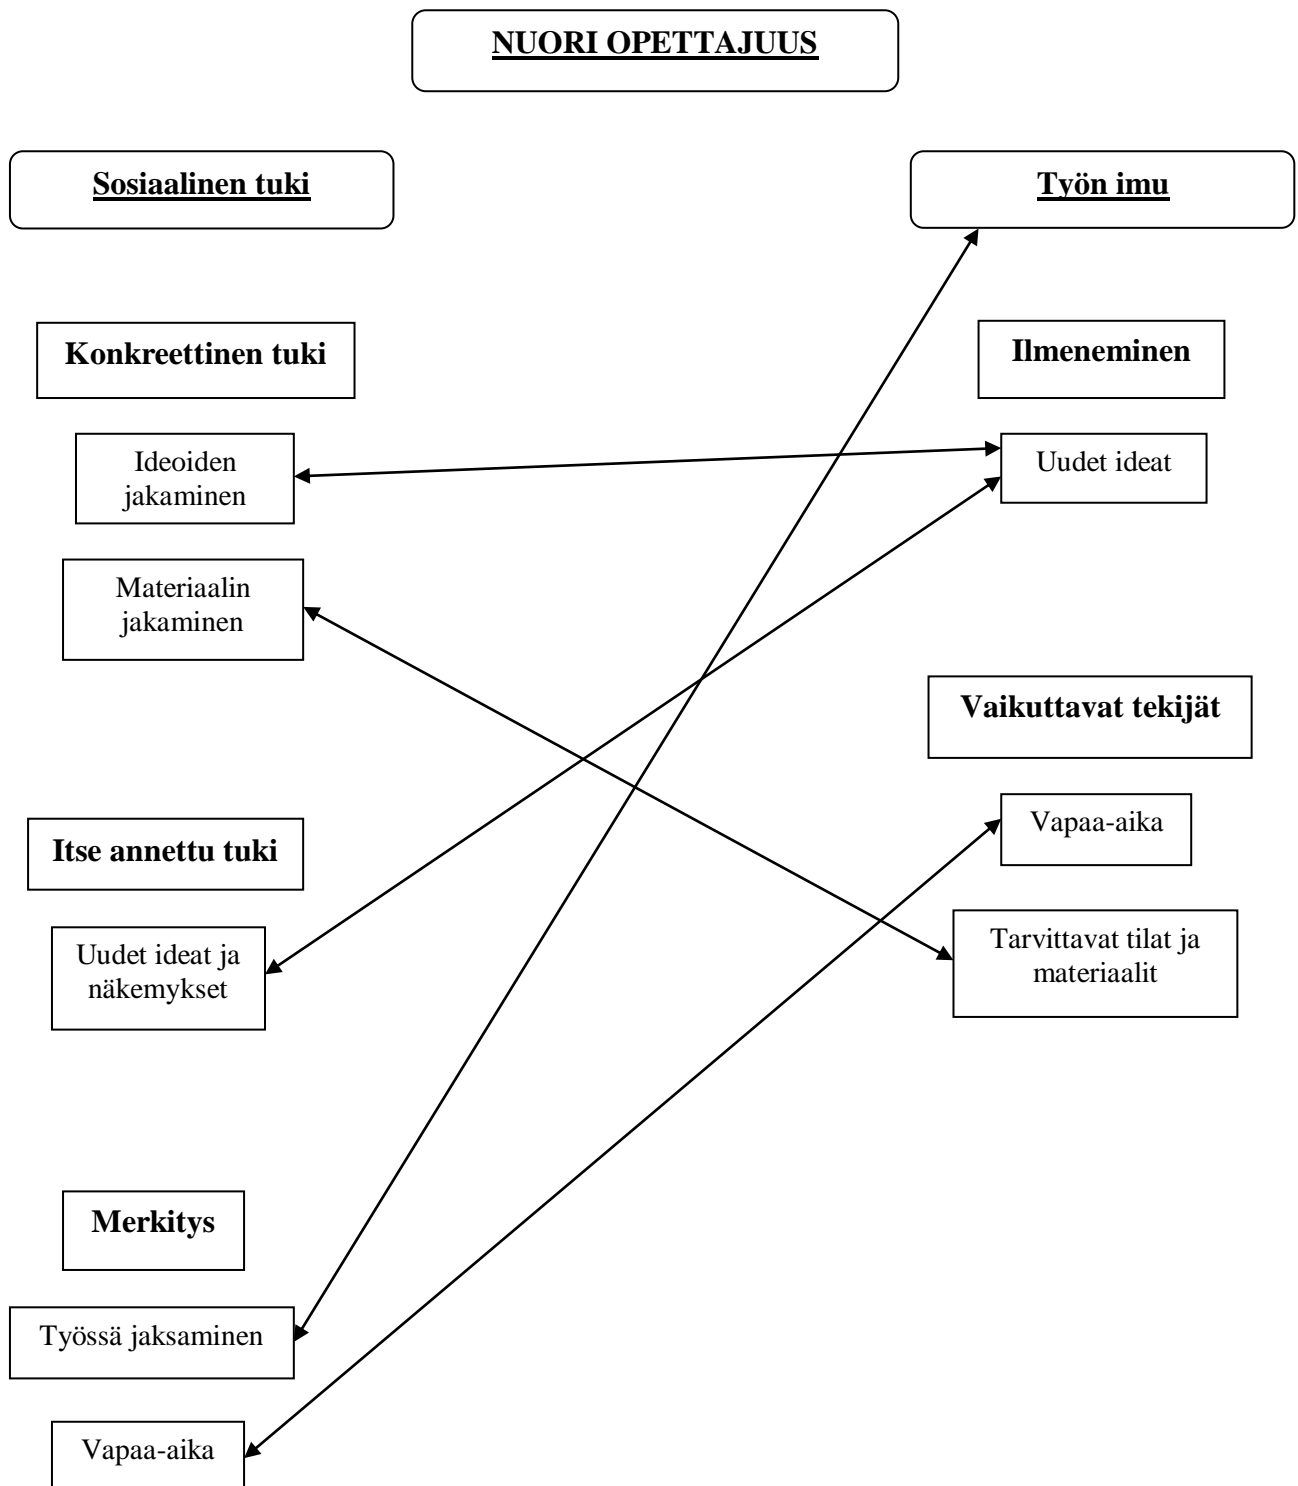 NUORI OPETTAJUUS
Sosiaalinen tuki
Työn imu
Konkreettinen tuki
Ilmeneminen
Ideoiden
jakaminen
Uudet ideat
Materiaalin
jakaminen
Vaikuttavat tekijät
Vapaa-aika
Itse annettu tuki
Uudet ideat ja
näkemykset
Tarvittavat tilat ja
materiaalit
Merkitys
Työssä jaksaminen
Vapaa-aika